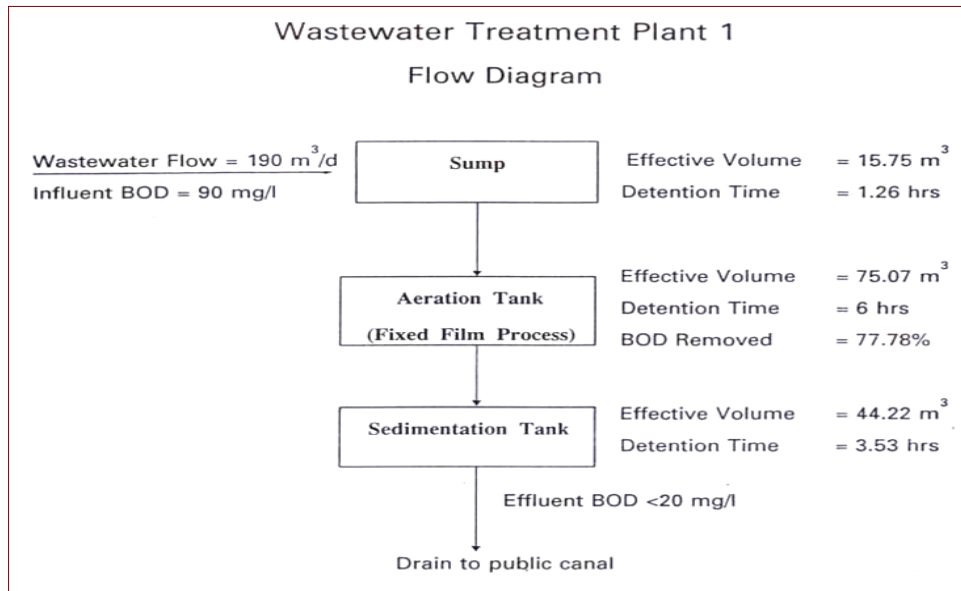 Wastewater Treatment Plant 1
Flow Diagram
Wastewater Flow = 190 m³/d
Influent BOD = 90 mg/l
Sump
Effective Volume = 15.75 m³
Detention Time = 1.26 hrs
Aeration Tank
(Fixed Film Process)
Effective Volume = 75.07 m³
Detention Time = 6 hrs
BOD Removed = 77.78%
Sedimentation Tank
Effective Volume = 44.22 m³
Detention Time = 3.53 hrs
Effluent BOD <20 mg/l
Drain to public canal